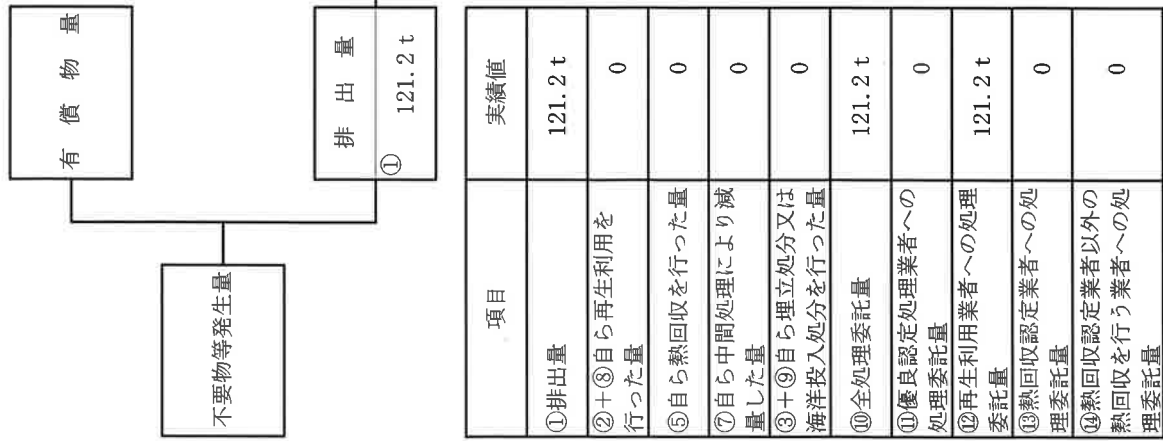 有 償 物 量
不要物等発生量
排 出 量
①
121.2 t
項目
実績値
①排出量
121.2 t
②+⑧自ら再生利用を
行った量
0
⑤自ら熱回収を行った量
0
⑦自ら中間処理により減
量した量
0
③+⑨自ら埋立処分又は
海洋投入処分を行った量
0
⑩全処理委託量
121.2 t
⑪優良認定処理業者への
処理委託量
0
⑫再生利用業者への処理
委託量
121.2 t
⑬熱回収認定業者への処
理委託量
0
⑭熱回収認定業者以外の
熱回収を行う業者への処
理委託量
0